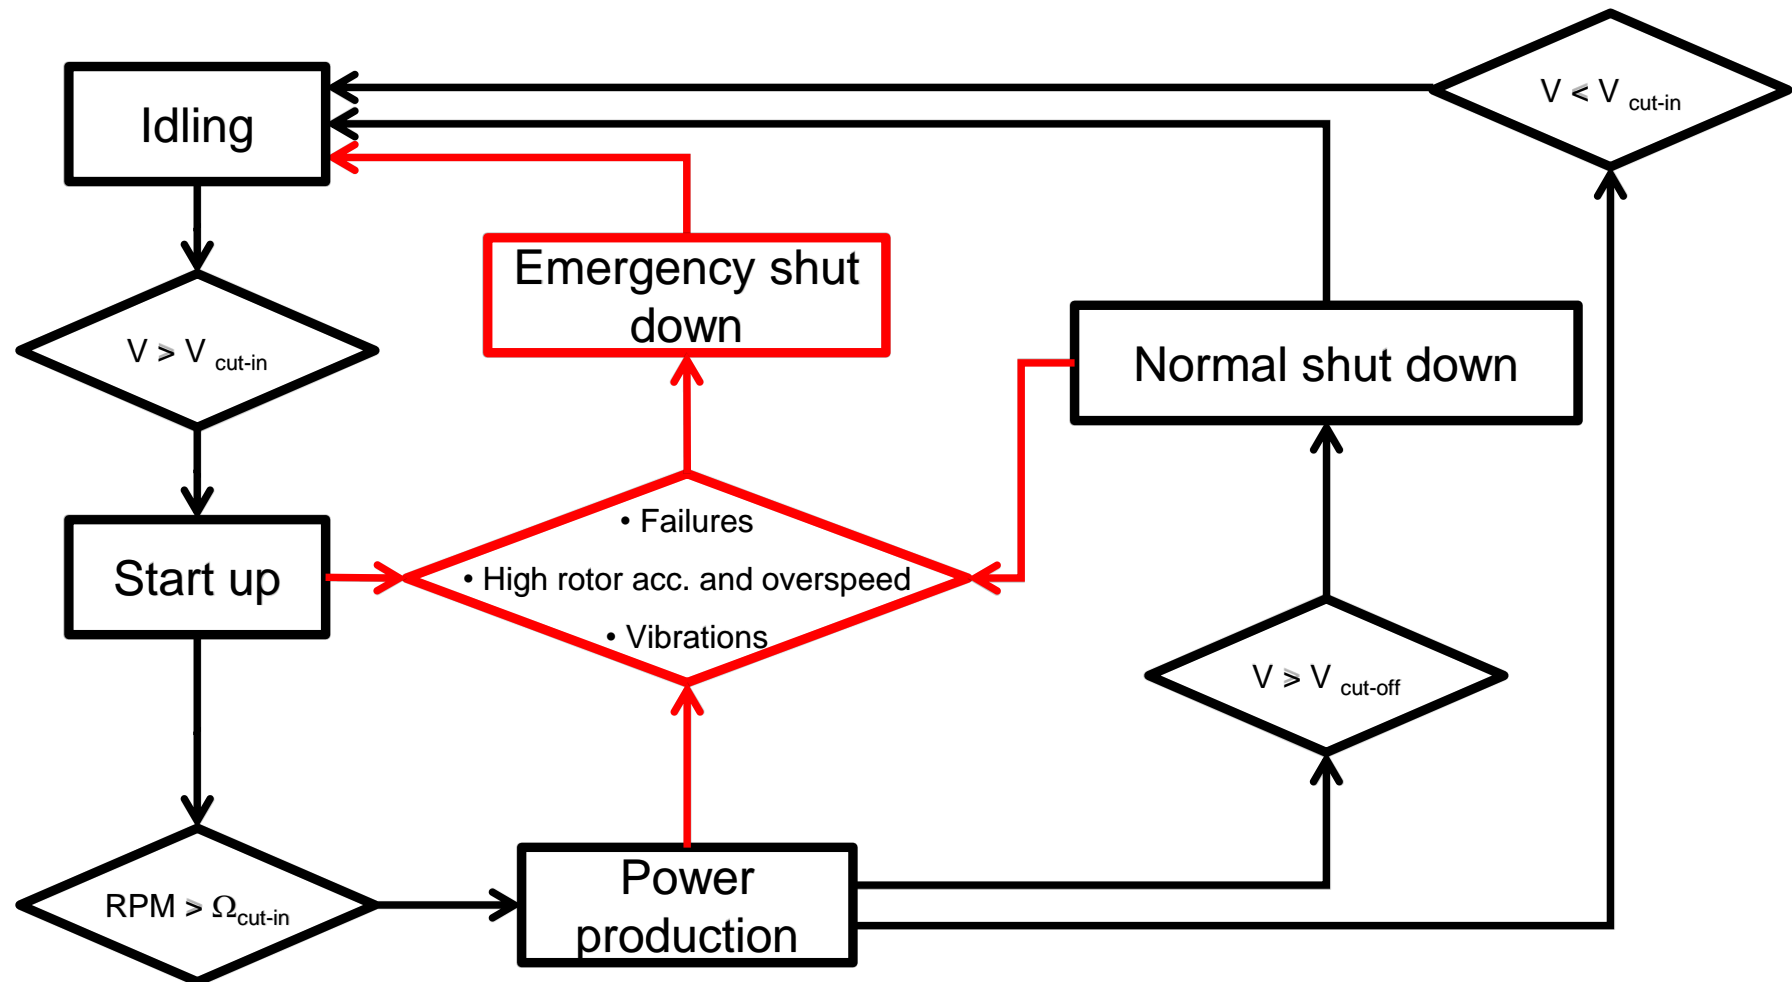 V < V cut-in
Idling
Emergency shut
down
V > V cut-in
Normal shut down
• Failures
Start up
• High rotor acc. and overspeed
• Vibrations
V > V cut-off
RPM > Ωcut-in
Power
production